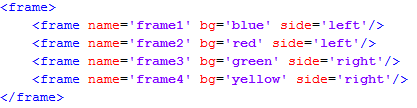 <frame>
    <frame name='frame1' bg='blue' side='left'/>
    <frame name='frame2' bg='red' side='left'/>
    <frame name='frame3' bg='green' side='right'/>
    <frame name='frame4' bg='yellow' side='right'/>
</frame>